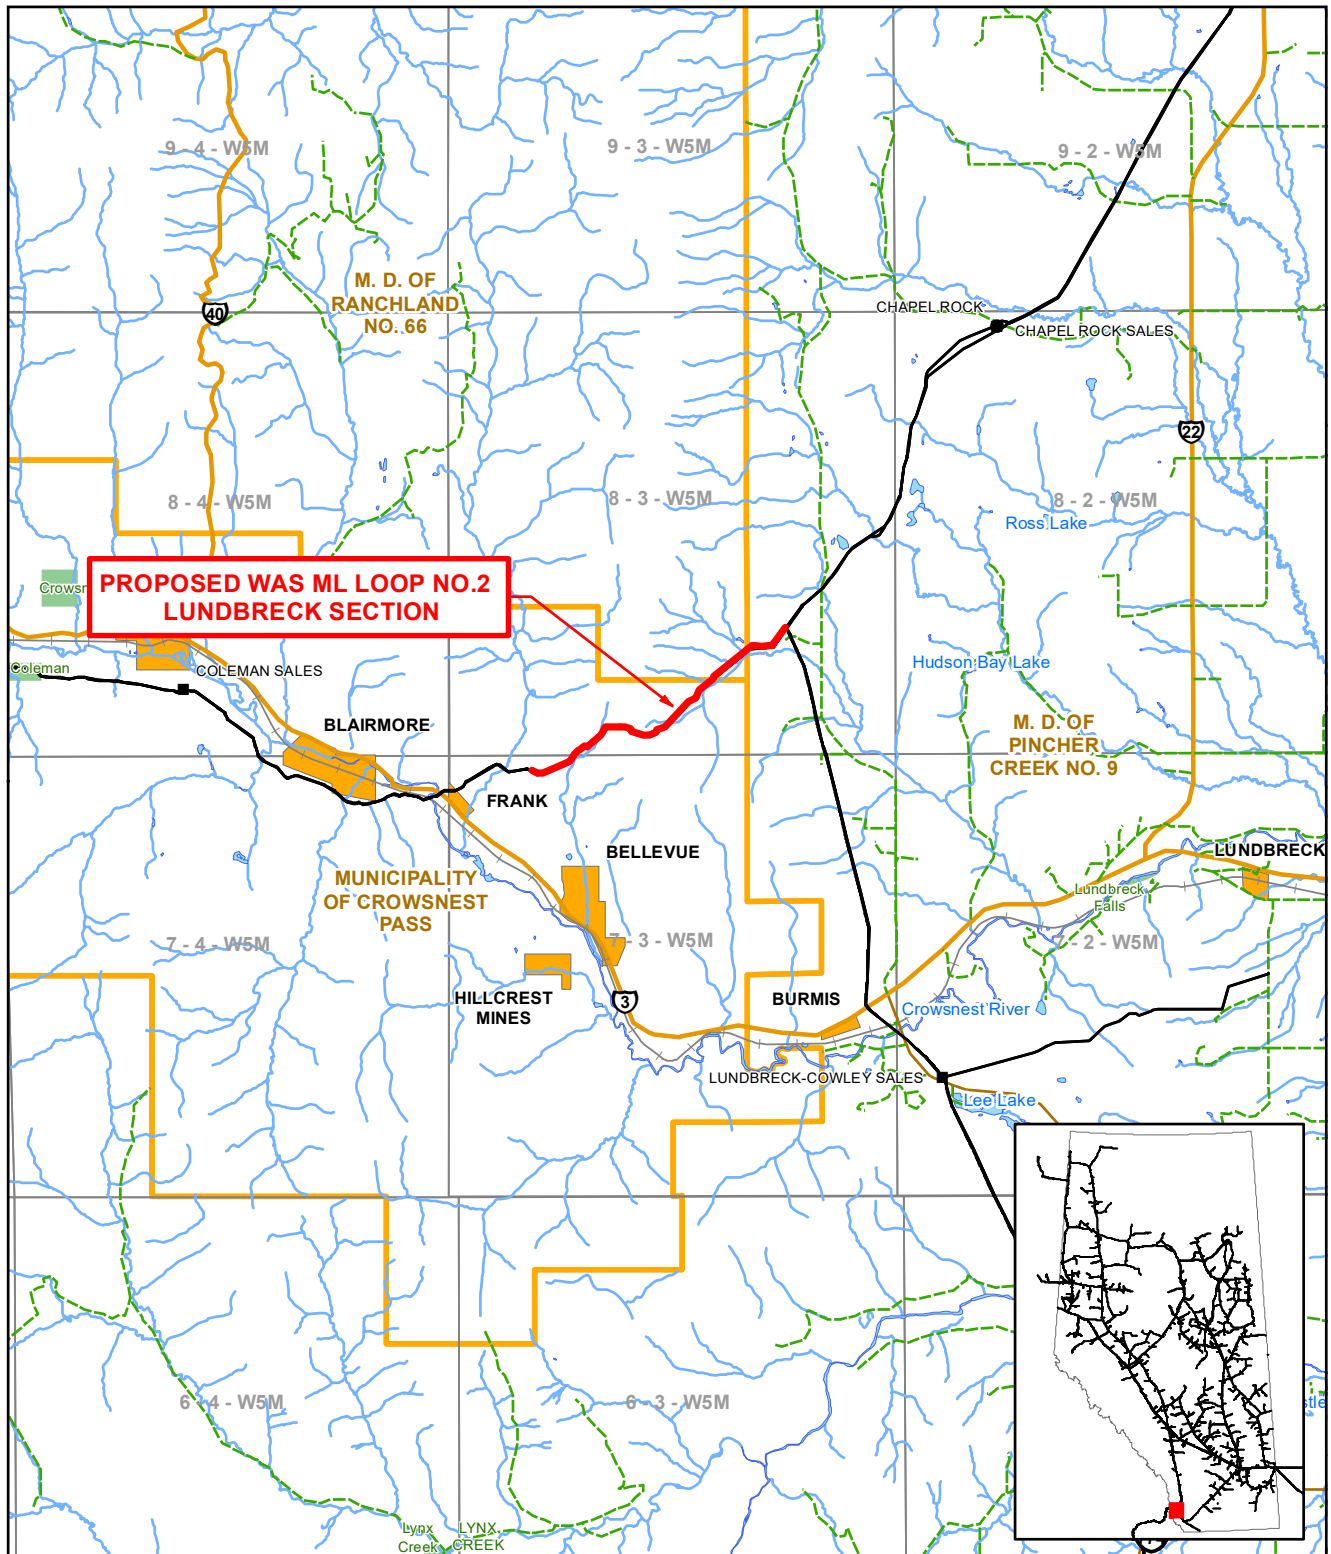 9 - 4 - W5M
9 - 3 - W5M
9 - 2 - W5M
M. D. OF
RANCHLAND
NO. 66
40
CHAPEL ROCK
CHAPEL ROCK SALES
22
8 - 4 - W5M
8 - 3 - W5M
8 - 2 - W5M
Ross Lake
PROPOSED WAS ML LOOP NO.2
LUNDBRECK SECTION
Crowsn
Coleman
COLEMAN SALES
Hudson Bay Lake
BLAIRMORE
M. D. OF
PINCHER
CREEK NO. 9
FRANK
BELLEVUE
LUNDBRECK
MUNICIPALITY
OF CROWSNEST
PASS
Lundbreck
Falls
7 - 4 - W5M
7 - 3 - W5M
7 - 2 - W5M
HILLCREST
MINES
3
BURMIS
Crowsnest River
LUNDBRECK-COWLEY SALES
Lee Lake
6 - 4 - W5M
6 - 3 - W5M
stle
Lynx
Creek
LYNX
CREEK